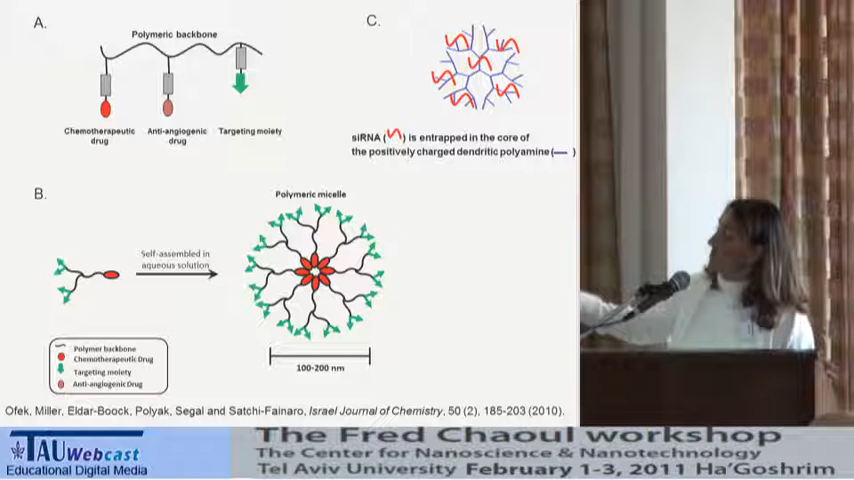 A.
Polymeric backbone
Chemotherapeutic
drug
Anti-angiogenic
drug
Targeting moiety
C.
siRNA ( ) is entrapped in the core of
the positively charged dendritic polyamine( )
B.
Self-assembled in
aqueous solution
Polymeric micelle
100-200 nm
Polymer backbone
Chemotherapeutic Drug
Targeting moiety
Anti-angiogenic Drug
Ofek, Miller, Eldar-Boock, Polyak, Segal and Satchi-Fainaro, Israel Journal of Chemistry, 50 (2), 185-203 (2010).
TAU Webcast
Educational Digital Media
The Fred Chaoul workshop
The Center for Nanoscience & Nanotechnology
Tel Aviv University February 1-3, 2011 Ha'Goshrim